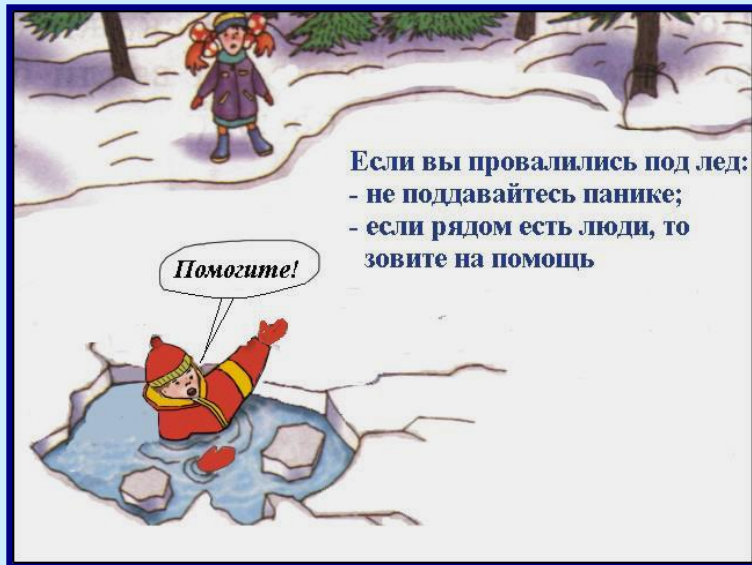 Если вы провалились под лед:
- не поддавайтесь панике;
- если рядом есть люди, то
зовите на помощь
Помогите!